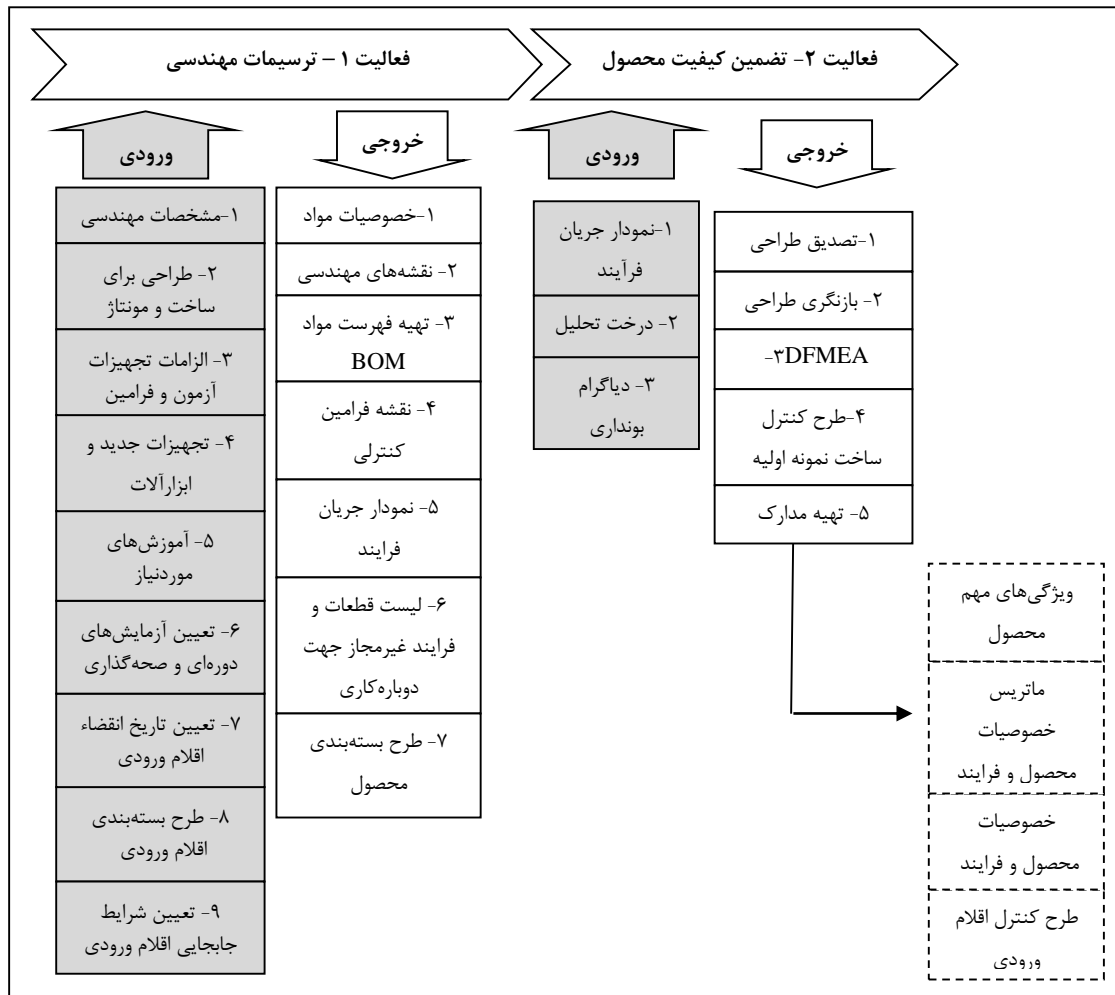 فعالیت ۱ – ترسیمات مهندسی
فعالیت ۲- تضمین کیفیت محصول
ورودی
۱-مشخصات مهندسی
۲- طراحی برای
ساخت و مونتاژ
۳- الزامات تجهیزات
آزمون و فرامین
۴- تجهیزات جدید و
ابزارآلات
۵- آموزش‌های
موردنیاز
۶- تعیین آزمایش‌های
دوره‌ای و صحه‌گذاری
۷- تعیین تاریخ انقضاء
اقلام ورودی
۸- طرح بسته‌بندی
اقلام ورودی
۹- تعیین شرایط
جابجایی اقلام ورودی
خروجی
۱-خصوصیات مواد
۲- نقشه‌های مهندسی
۳- تهیه فهرست مواد
BOM
۴- نقشه فرامین
کنترلی
۵- نمودار جریان
فرایند
۶- لیست قطعات و
فرایند غیرمجاز جهت
دوباره‌کاری
۷- طرح بسته‌بندی
محصول
ورودی
۱-نمودار جریان
فرآیند
۲- درخت تحلیل
۳- دیاگرام
بونداری
خروجی
۱-تصدیق طراحی
۲- بازنگری طراحی
-۳DFMEA
۴-طرح کنترل
ساخت نمونه اولیه
۵- تهیه مدارک
ویژگی‌های مهم
محصول
ماتریس
خصوصیات
محصول و فرایند
خصوصیات
محصول و فرایند
طرح کنترل اقلام
ورودی